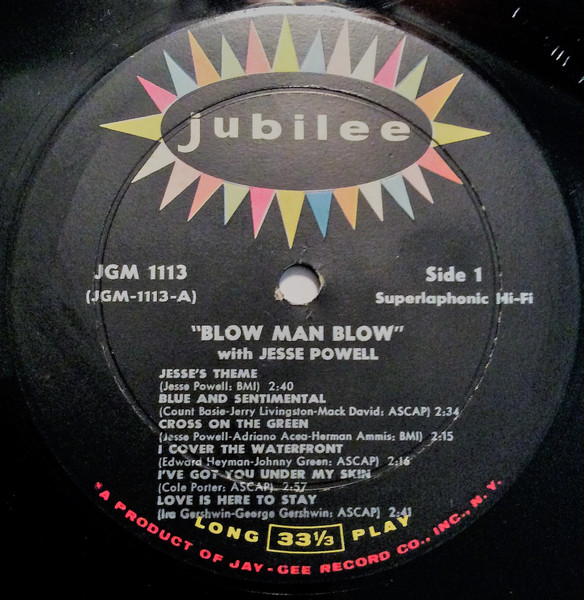 jubilee
JGM 1113
(JGM-1113-A)
Side 1
Superlaphonic Hi-Fi
"BLOW MAN BLOW"
with JESSE POWELL
JESSE'S THEME
(Jesse Powell: BMI) 2:40
BLUE AND SENTIMENTAL
(Count Basie-Jerry Livingston-Mack David: ASCAP) 2:34
CROSS ON THE GREEN
(Jesse Powell-Adriano Acea-Herman Ammis: BMI) 2:15
I COVER THE WATERFRONT
(Edward Heyman-Johnny Green: ASCAP) 2:16
I'VE GOT YOU UNDER MY SKIN
(Cole Porter: ASCAP) 2:57
LOVE IS HERE TO STAY
(Ira Gershwin-George Gershwin: ASCAP) 2:41
LONG 33⅓ PLAY
*A PRODUCT OF JAY-GEE RECORD CO., INC., N. Y.